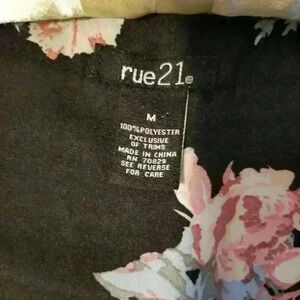 rue21®
M
100%POLYESTER
EXCLUSIVE
OF TRIMS
MADE IN CHINA
RN 70829
SEE REVERSE
FOR CARE